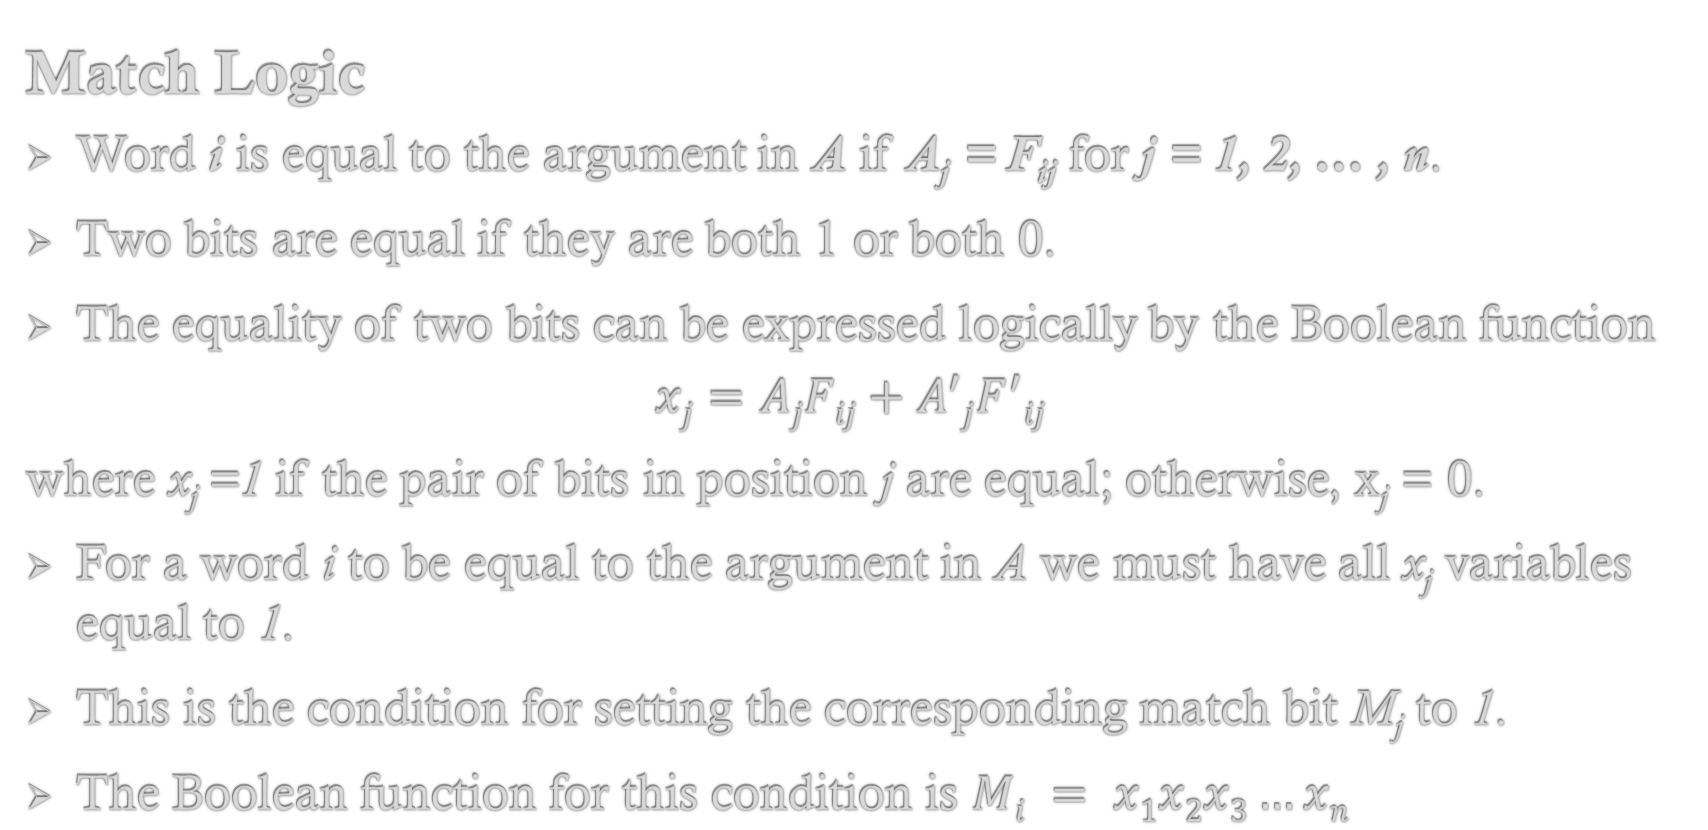 Match Logic
➢ Word i is equal to the argument in A if Aⱼ = Fᵢⱼ for j = 1, 2, … , n.
➢ Two bits are equal if they are both 1 or both 0.
➢ The equality of two bits can be expressed logically by the Boolean function
xⱼ = AⱼFᵢⱼ + A′ⱼF′ᵢⱼ
where xⱼ =1 if the pair of bits in position j are equal; otherwise, xⱼ = 0.
➢ For a word i to be equal to the argument in A we must have all xⱼ variables
equal to 1.
➢ This is the condition for setting the corresponding match bit Mⱼ to 1.
➢ The Boolean function for this condition is Mᵢ = x₁x₂x₃ … xₙ